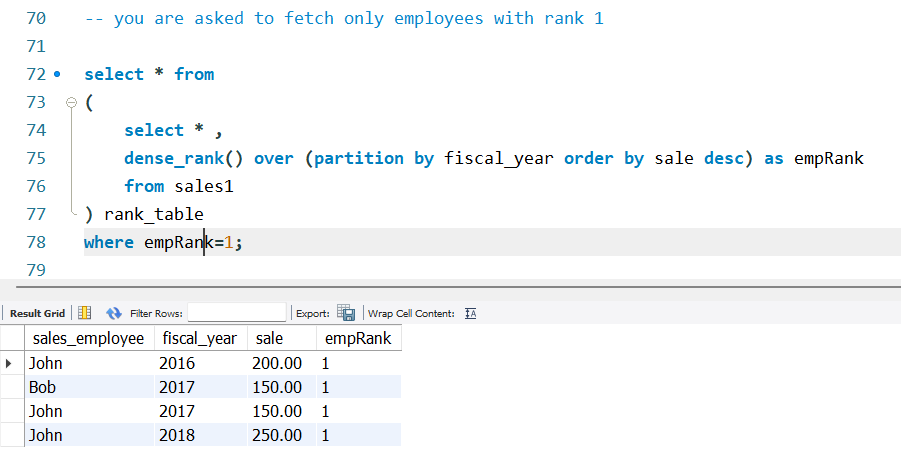 70 -- you are asked to fetch only employees with rank 1
71
72 select * from
73 (
74 select * ,
75 dense_rank() over (partition by fiscal_year order by sale desc) as empRank
76 from sales1
77 ) rank_table
78 where empRank=1;
79
Result Grid Filter Rows: Export: Wrap Cell Content: IA
sales_employee fiscal_year sale empRank
John 2016 200.00 1
Bob 2017 150.00 1
John 2017 150.00 1
John 2018 250.00 1